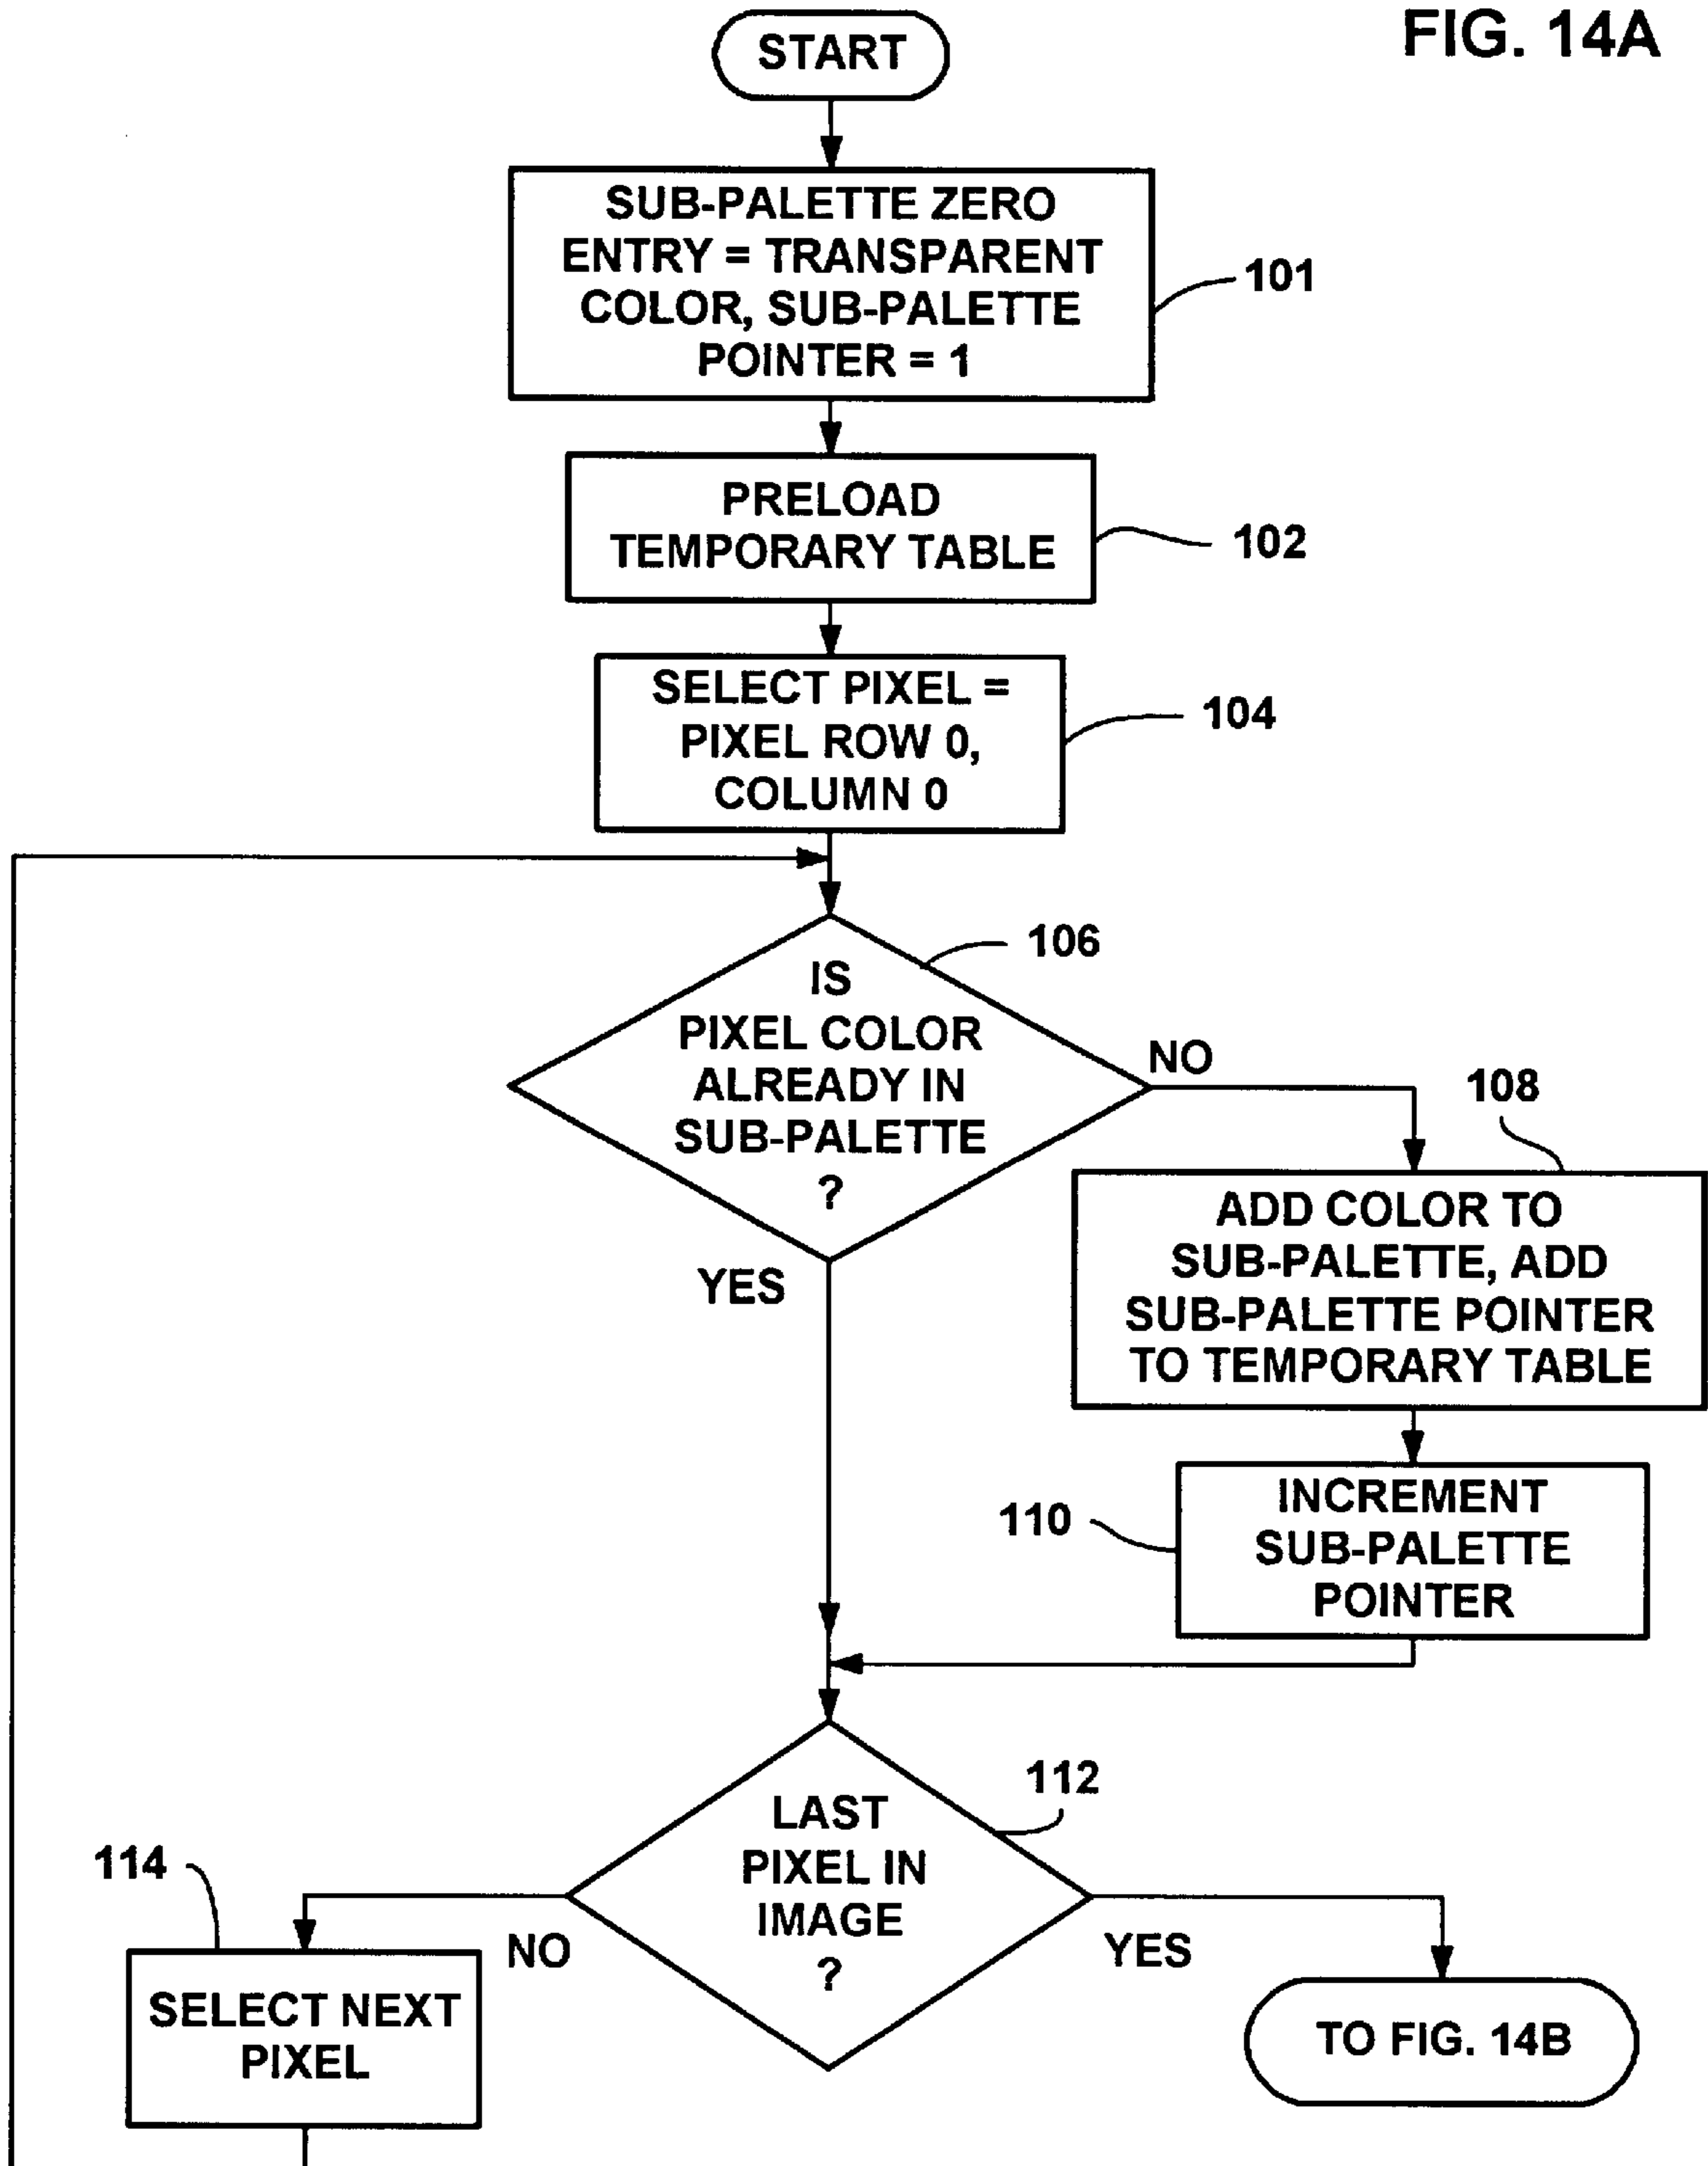 FIG. 14A
START
SUB-PALETTE ZERO
ENTRY = TRANSPARENT
COLOR, SUB-PALETTE
POINTER = 1
101
PRELOAD
TEMPORARY TABLE
102
SELECT PIXEL =
PIXEL ROW 0,
COLUMN 0
104
106
IS
PIXEL COLOR
ALREADY IN
SUB-PALETTE
?
NO
YES
108
ADD COLOR TO
SUB-PALETTE, ADD
SUB-PALETTE POINTER
TO TEMPORARY TABLE
110
INCREMENT
SUB-PALETTE
POINTER
112
LAST
PIXEL IN
IMAGE
?
NO
YES
114
SELECT NEXT
PIXEL
TO FIG. 14B